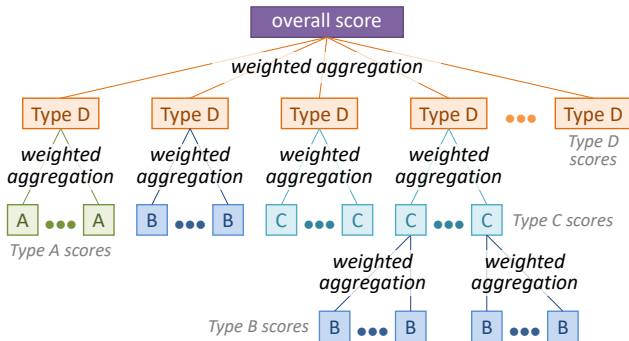 overall score
weighted aggregation
Type D Type D Type D Type D ●●● Type D
Type D
scores
weighted weighted weighted weighted
aggregation aggregation aggregation aggregation
A ●●● A B ●●● B C ●●● C C ●●● C Type C scores
Type A scores
weighted weighted
aggregation aggregation
Type B scores B ●●● B B ●●● B